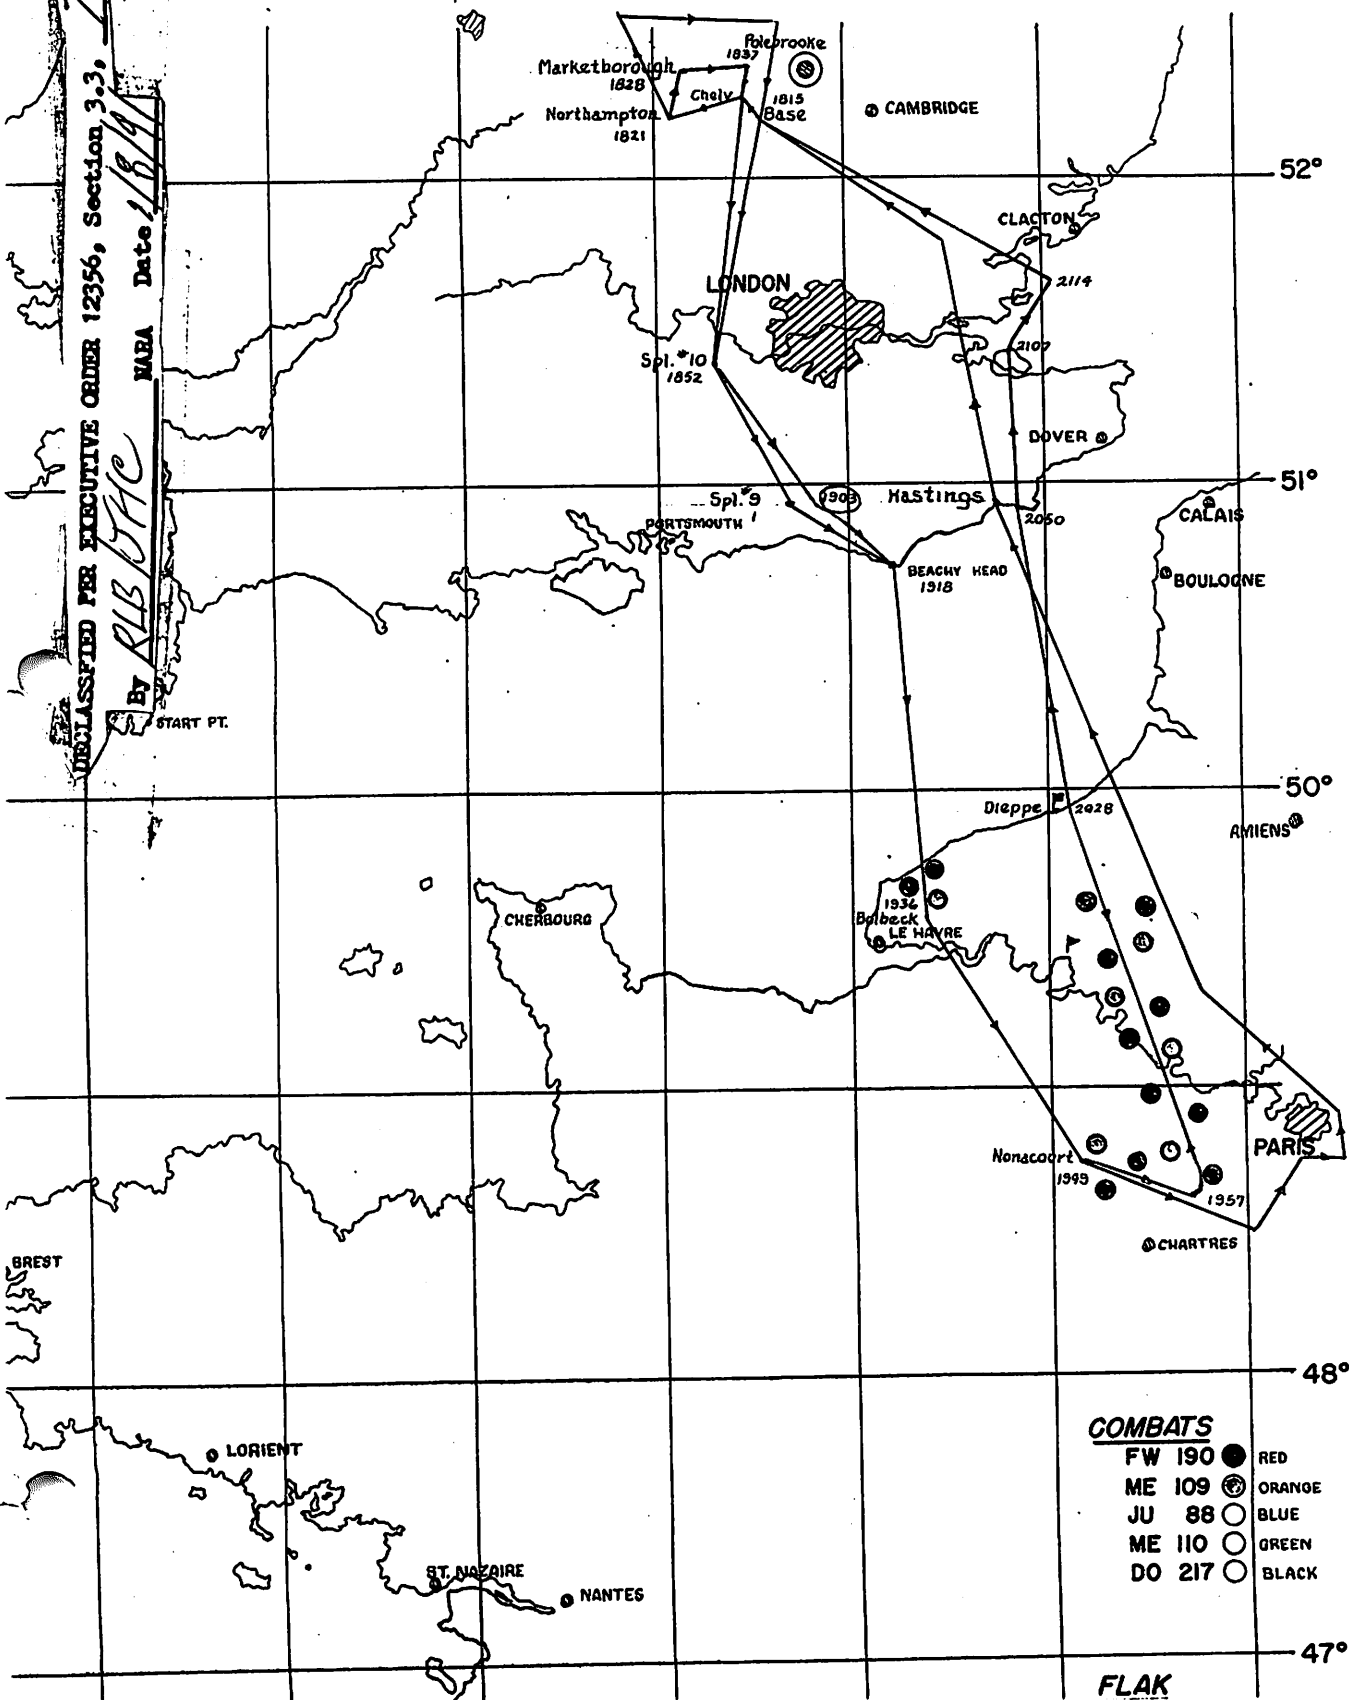 DECLASSFIED PER EXECUTIVE ORDER 12356, Section 3.3,
By RLB/JHC NARA Date
Polebrooke
1837
Marketborough
1828
Chelv
1815
Base
Northampton
1821
CAMBRIDGE
52°
CLACTON
LONDON
2114
2107
Spl. #10
1852
DOVER
51°
Spl. #9
1903
Hastings
2050
CALAIS
PORTSMOUTH
BEACHY HEAD
1918
BOULOGNE
START PT.
50°
Dieppe
2028
AMIENS
1936
Bolbeck
LE HAVRE
CHERBOURG
PARIS
Nonacourt
1949
1957
CHARTRES
BREST
48°
COMBATS
FW 190 RED
ME 109 ORANGE
JU 88 BLUE
ME 110 GREEN
DO 217 BLACK
LORIENT
ST. NAZAIRE
NANTES
47°
FLAK